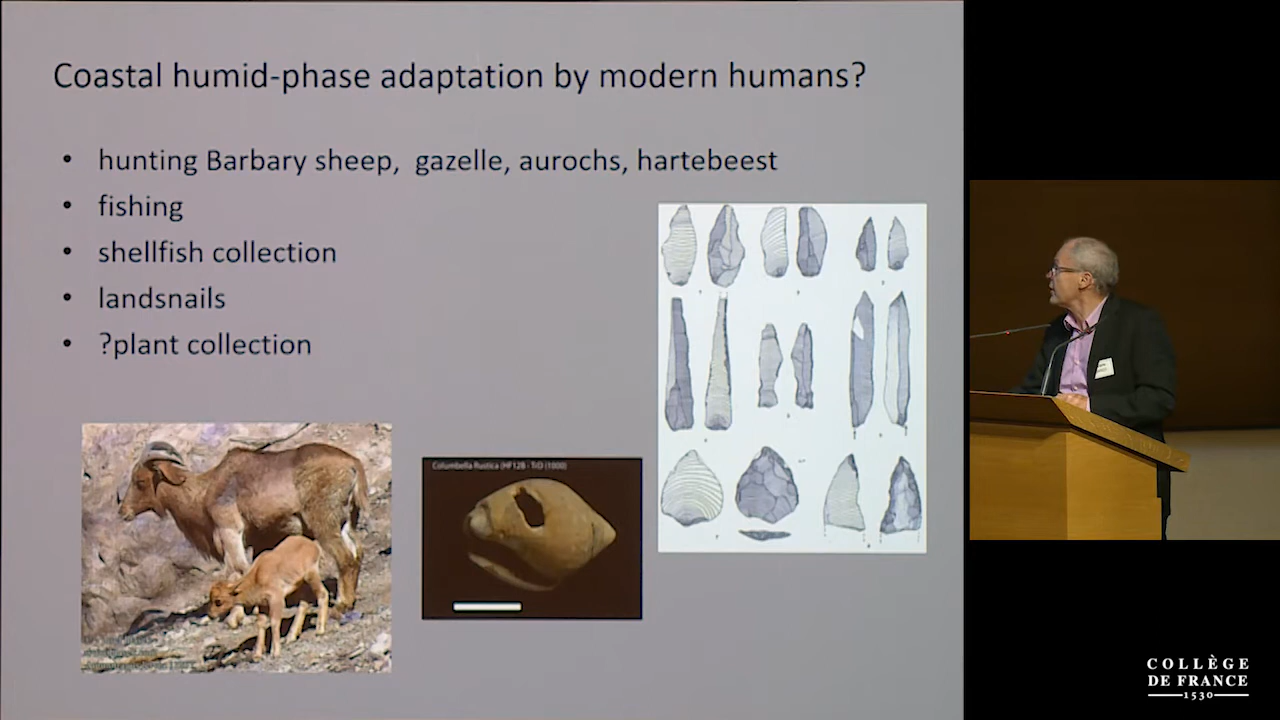 Coastal humid-phase adaptation by modern humans?
• hunting Barbary sheep, gazelle, aurochs, hartebeest
• fishing
• shellfish collection
• landsnails
• ?plant collection
Columbella Rustica (HF12B - TrO (1000)
COLLÈGE
DE FRANCE
1530